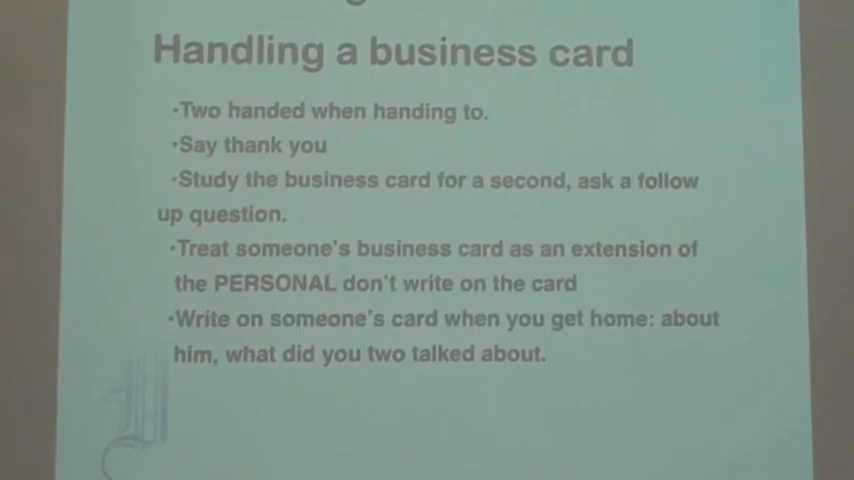 Handling a business card
•Two handed when handing to.
•Say thank you
•Study the business card for a second, ask a follow
up question.
•Treat someone's business card as an extension of
the PERSONAL don't write on the card
•Write on someone's card when you get home: about
him, what did you two talked about.